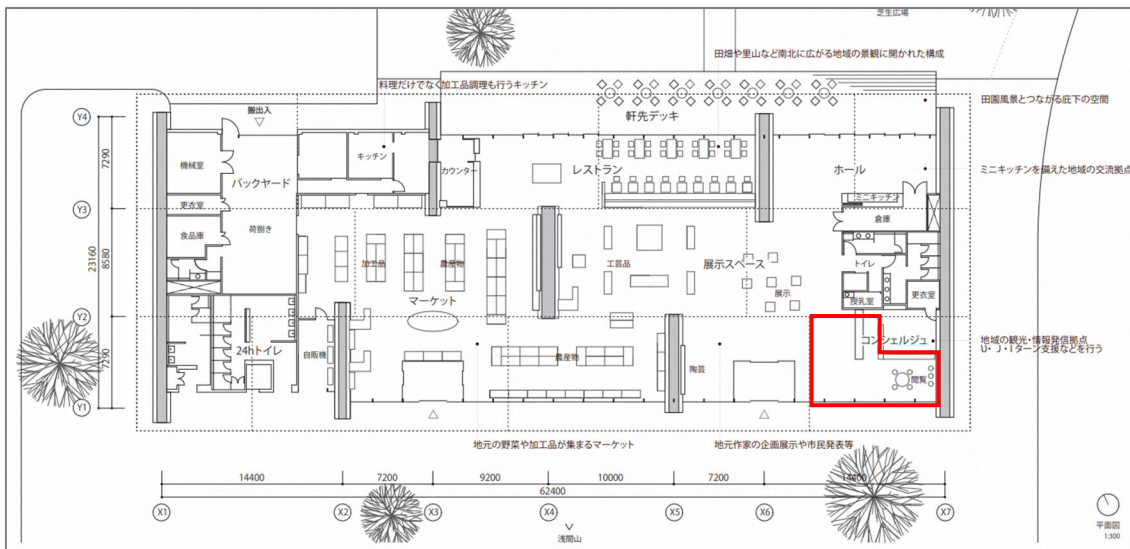 芝生広場
田畑や里山など南北に広がる地域の景観に開かれた構成
料理だけでなく加工品調理も行うキッチン
田園風景とつながる庇下の空間
搬出入
軒先デッキ
Y4
キッチン
カウンター
レストラン
ホール
ミニキッチンを備えた地域の交流拠点
機械室
バックヤード
7290
ミニキッチン
更衣室
Y3
倉庫
荷捌き
食品庫
加工品
農産物
工芸品
展示スペース
トイレ
23160
8580
展示
更衣室
マーケット
授乳室
Y2
コンシェルジュ
地域の観光・情報発信拠点
U・J・Iターン支援などを行う
24hトイレ
自販機
農産物
陶芸
閲覧
7290
Y1
地元の野菜や加工品が集まるマーケット
地元作家の企画展示や市民発表等
14400
7200
9200
10000
7200
14400
62400
X1
X2
X3
X4
X5
X6
X7
浅間山
平面図
1:300